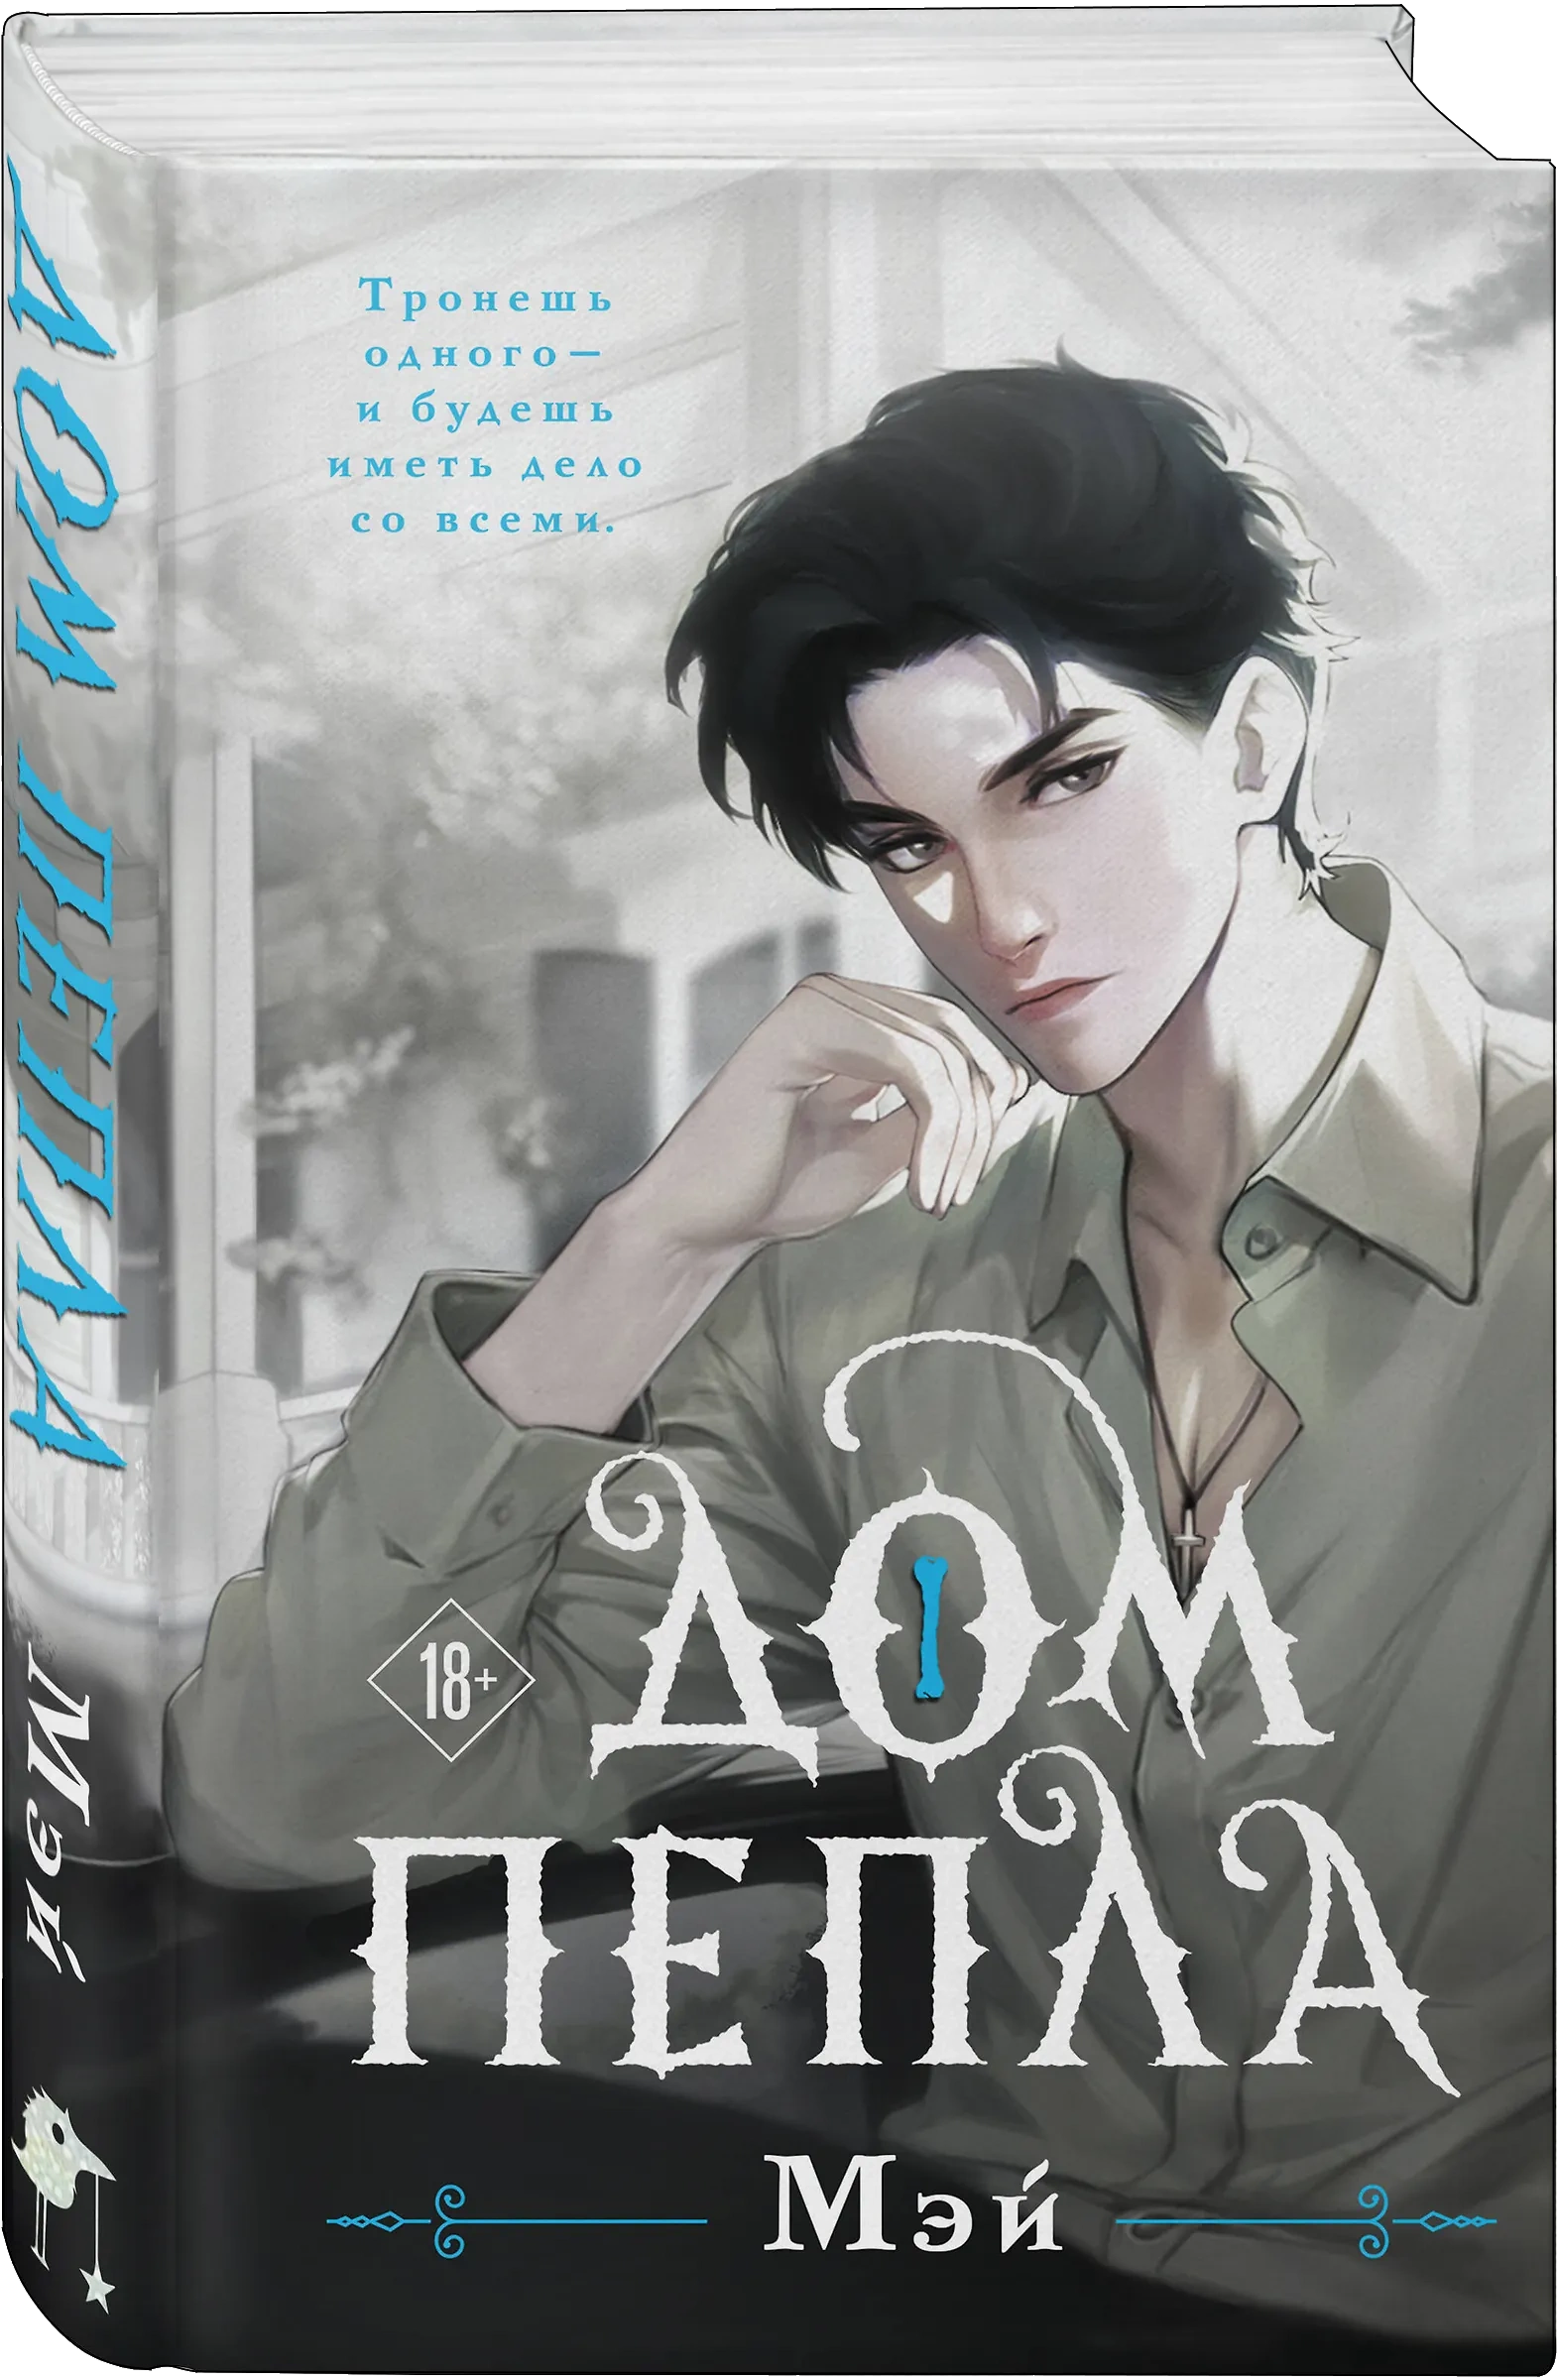 Тронешь
одного —
и будешь
иметь дело
со всеми.
18+
ДОМ
ПЕПЛА
Мэй
ДОМ ПЕПЛА
Мэй